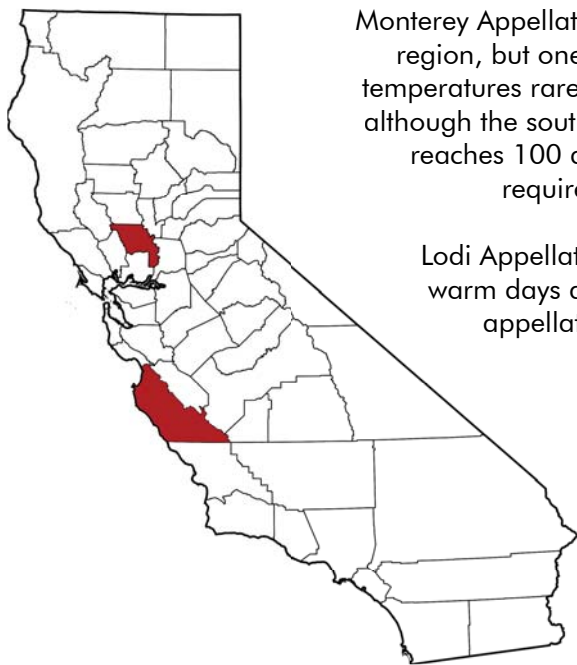 Monterey Appellat
region, but one
temperatures rare
although the sout
reaches 100
require
Lodi Appellat
warm days
appellat